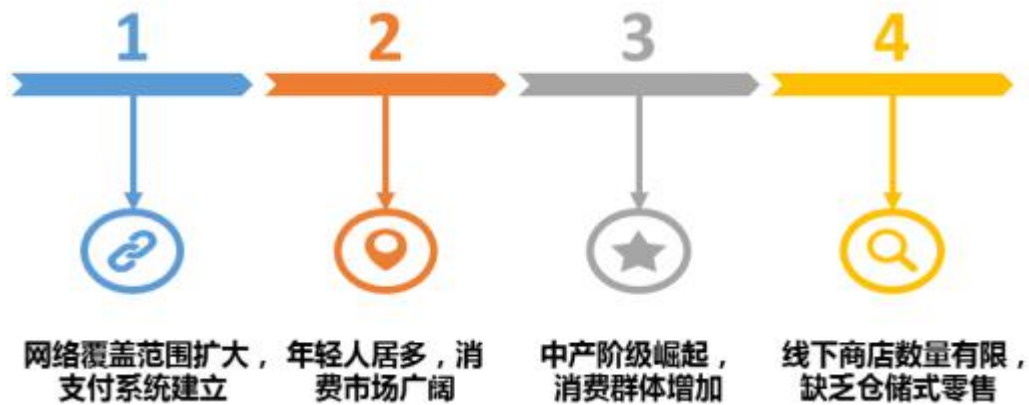 1
2
3
4
网络覆盖范围扩大，
支付系统建立
年轻人居多，消
费市场广阔
中产阶级崛起，
消费群体增加
线下商店数量有限，
缺乏仓储式零售